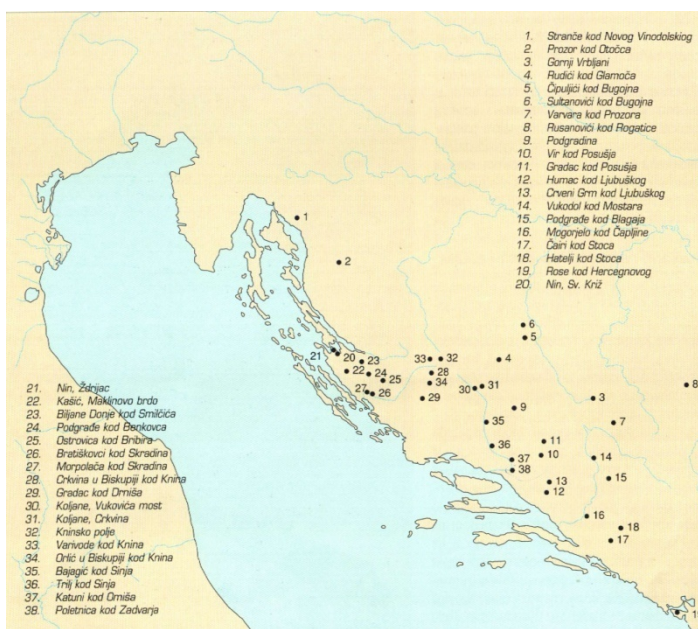 1. Stranče kod Novog Vinodolskiog
2. Prozor kod Otočca
3. Gornji Vrbljani
4. Rudići kod Glamoča
5. Čipuljići kod Bugojna
6. Sultanovići kod Bugojna
7. Varvara kod Prozora
8. Rusanovići kod Rogatice
9. Podgradina
10. Vir kod Posušja
11. Gradac kod Posušja
12. Humac kod Ljubuškog
13. Crveni Grm kod Ljubuškog
14. Vukodol kod Mostara
15. Podgrađe kod Blagaja
16. Mogorjelo kod Čapljine
17. Čairi kod Stoca
18. Hatelji kod Stoca
19. Rose kod Hercegnovog
20. Nin, Sv. Križ
21. Nin, Ždrijac
22. Kašić, Maklinovo brdo
23. Biljane Donje kod Smilčića
24. Podgrađe kod Benkovca
25. Ostrovica kod Bribira
26. Bratiškovci kod Skradina
27. Morpolača kod Skradina
28. Crkvina u Biskupiji kod Knina
29. Gradac kod Drniša
30. Koljane, Vukovića most
31. Koljane, Crkvina
32. Kninsko polje
33. Varivode kod Knina
34. Orlić u Biskupiji kod Knina
35. Bajagić kod Sinja
36. Trilj kod Sinja
37. Katuni kod Omiša
38. Poletnica kod Zadvarja
1
2
6
5
21
20
23
33
32
4
22
24
28
25
34
8
30
31
27
26
29
3
9
35
7
36
11
10
37
14
38
13
15
12
16
18
17
1